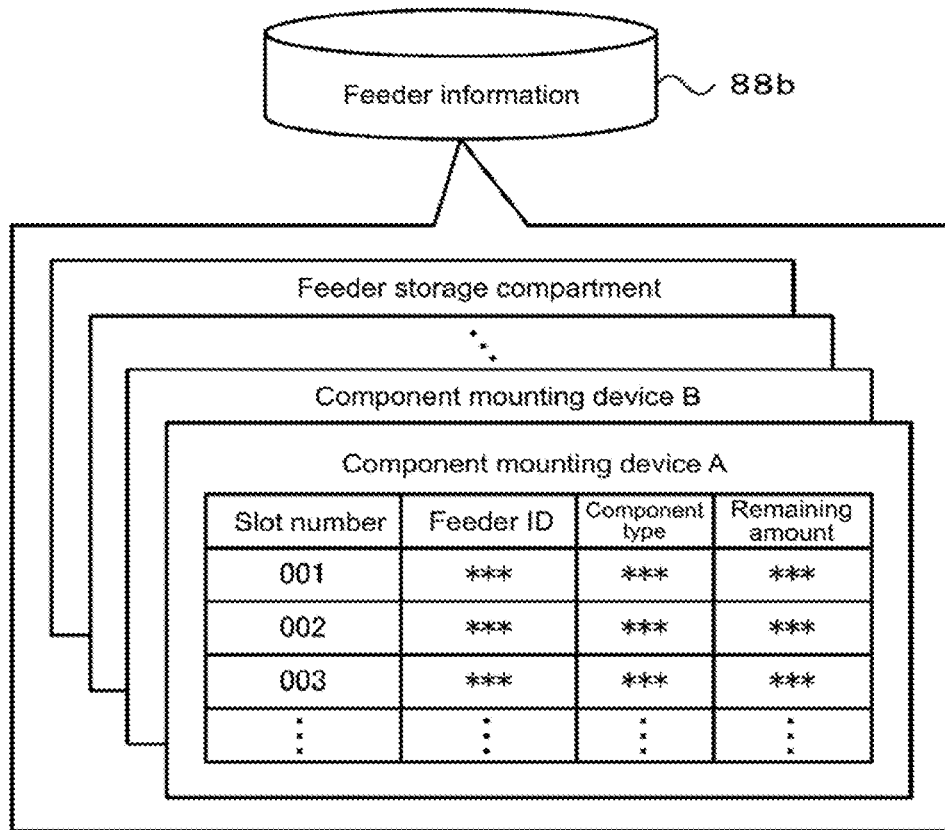 Feeder information
88b
Feeder storage compartment
Component mounting device B
Component mounting device A
Slot number Feeder ID Component type Remaining amount
001 *** *** ***
002 *** *** ***
003 *** *** ***